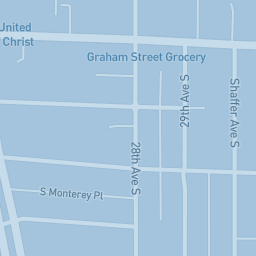 United
Christ
Graham Street Grocery
29th Ave S
Shaffer Ave S
28th Ave S
S Monterey Pl